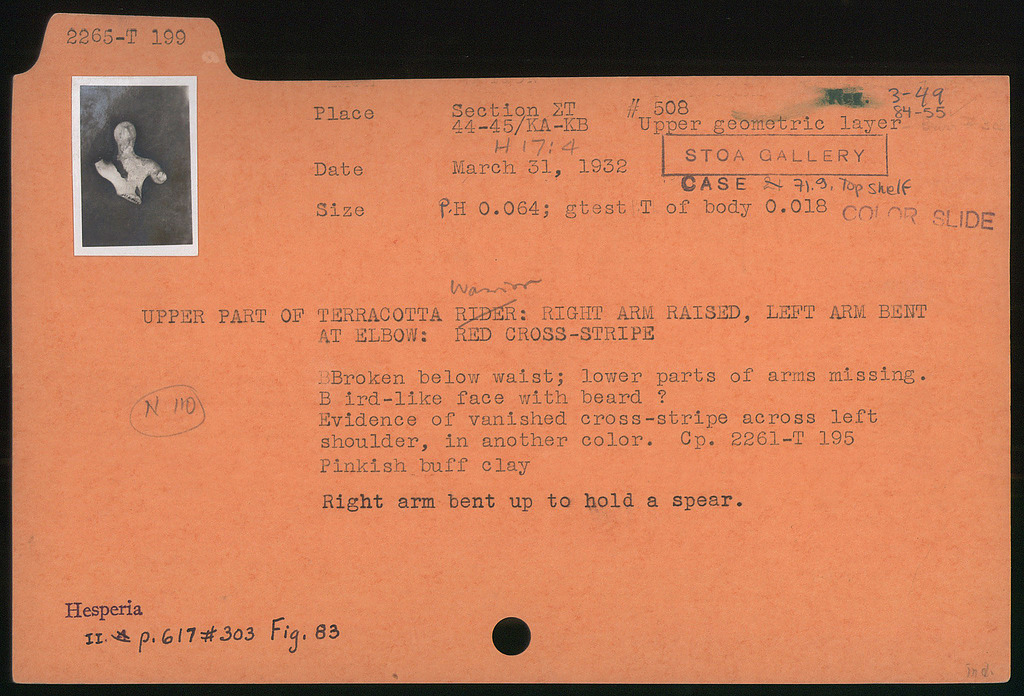 2265-T 199
Place Section ΣT # 508
3-49
84-55
44-45/KA-KB Upper geometric layer
H 17:4
STOA GALLERY
Date March 31, 1932
CASE 71.9. Top Shelf
Size P.H 0.064; gtest T of body 0.018
COLOR SLIDE
Warrior
UPPER PART OF TERRACOTTA RIDER: RIGHT ARM RAISED, LEFT ARM BENT
AT ELBOW: RED CROSS-STRIPE
BBroken below waist; lower parts of arms missing.
N 110
B ird-like face with beard ?
Evidence of vanished cross-stripe across left
shoulder, in another color. Cp. 2261-T 195
Pinkish buff clay
Right arm bent up to hold a spear.
Hesperia
II. p. 617 #303 Fig. 83